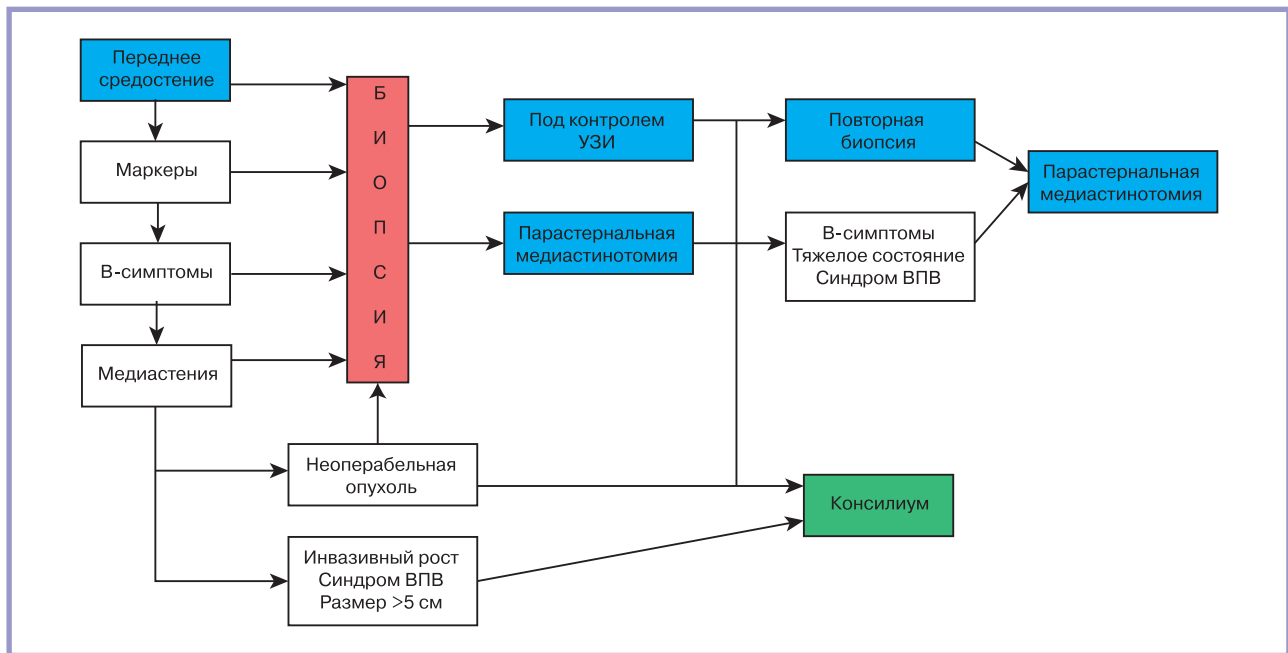 Переднее
средостение
Маркеры
В-симптомы
Медиастения
Б
И
О
П
С
И
Я
Под контролем
УЗИ
Парастернальная
медиастинотомия
Повторная
биопсия
В-симптомы
Тяжелое состояние
Синдром ВПВ
Парастернальная
медиастинотомия
Неоперабельная
опухоль
Инвазивный рост
Синдром ВПВ
Размер >5 см
Консилиум